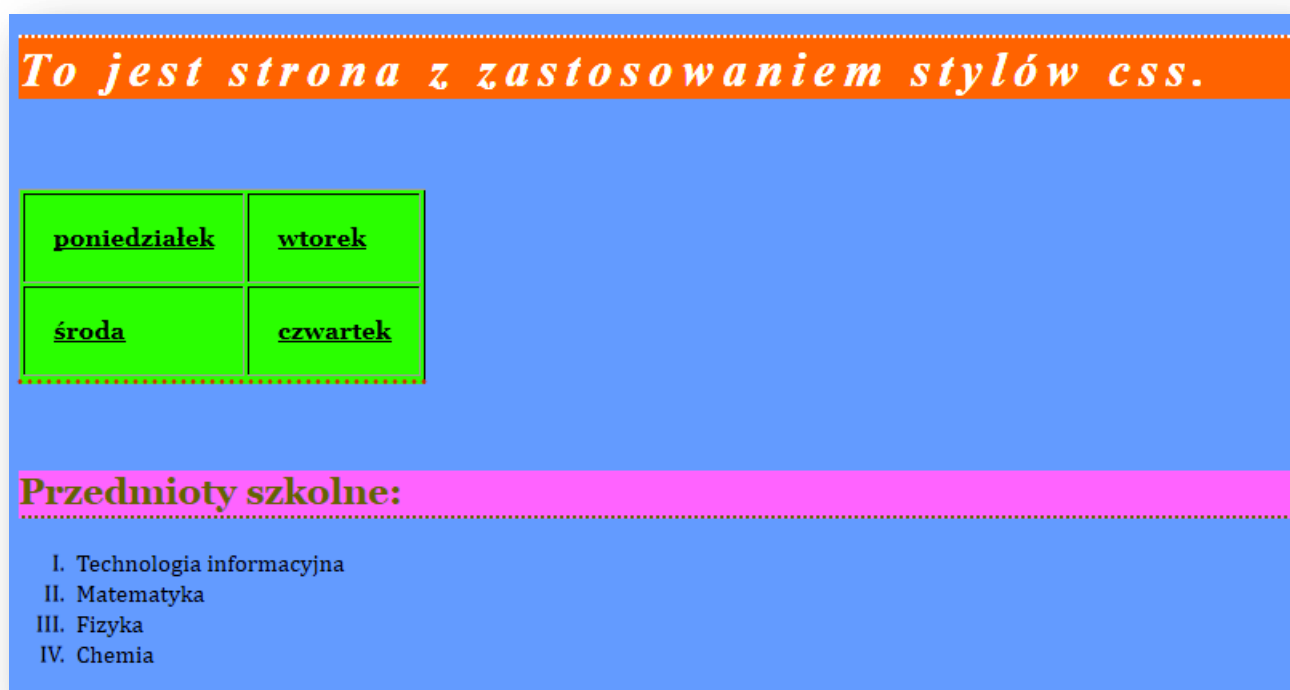 To jest strona z zastosowaniem stylów css.
poniedziałek wtorek
środa czwartek
Przedmioty szkolne:
I. Technologia informacyjna
II. Matematyka
III. Fizyka
IV. Chemia